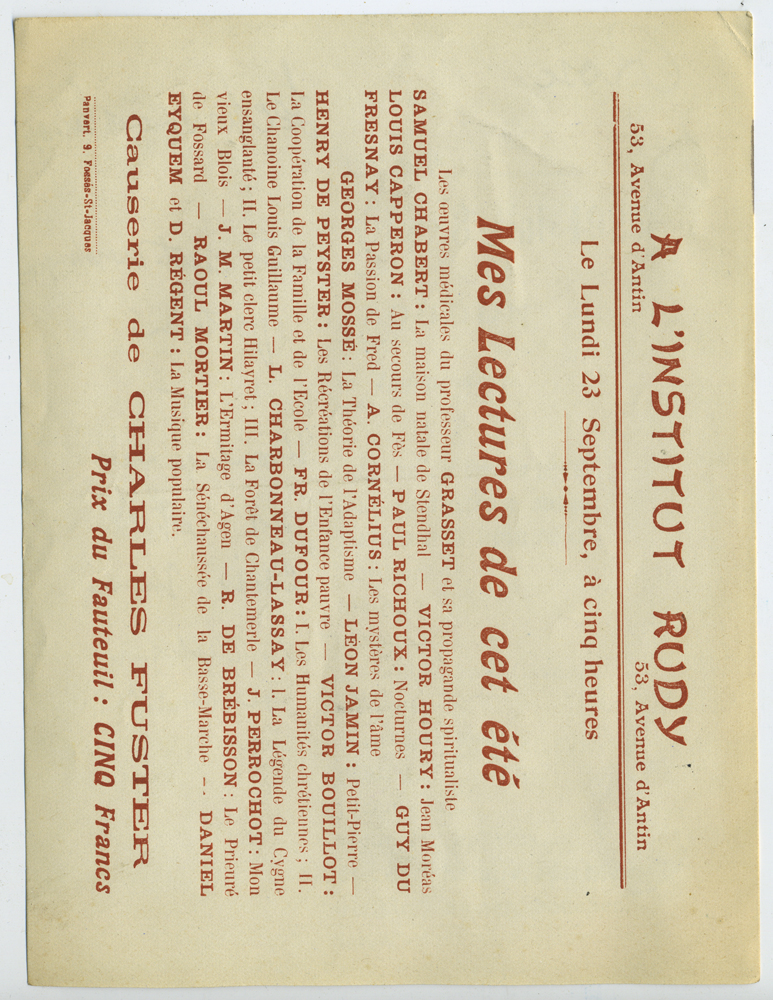 A L'INSTITUT RUDY
53, Avenue d'Antin 53, Avenue d'Antin
Le Lundi 23 Septembre, à cinq heures
Mes Lectures de cet été
Les œuvres médicales du professeur GRASSET et sa propagande spiritualiste
SAMUEL CHABERT : La maison natale de Stendhal — VICTOR HOURY : Jean Moréas
LOUIS CAPPERON : Au secours de Fès — PAUL RICHOUX : Nocturnes — GUY DU
FRESNAY : La Passion de Fred — A. CORNÉLIUS : Les mystères de l'âme
GEORGES MOSSÉ : La Théorie de l'Adaptisme — LÉON JAMIN : Petit-Pierre —
HENRY DE PEYSTER : Les Récréations de l'Enfance pauvre — VICTOR BOUILLOT :
La Coopération de la Famille et de l'Ecole — FR. DUFOUR : I. Les Humanités chrétiennes ; II.
Le Chanoine Louis Guillaume — L. CHARBONNEAU-LASSAY : I. La Légende du Cygne
ensanglanté ; II. Le petit clerc Hilayret ; III. La Forêt de Chantemerle — J. PERROCHOT : Mon
vieux Blois — J. M. MARTIN : L'Ermitage d'Agen — R. DE BRÉBISSON : Le Prieuré
de Fossard — RAOUL MORTIER : La Sénéchaussée de la Basse-Marche — DANIEL
EYQUEM et D. RÉGENT : La Musique populaire.
Causerie de CHARLES FUSTER
Prix du Fauteuil : CINQ Francs
Panvert, 9, Fossés-St-Jacques